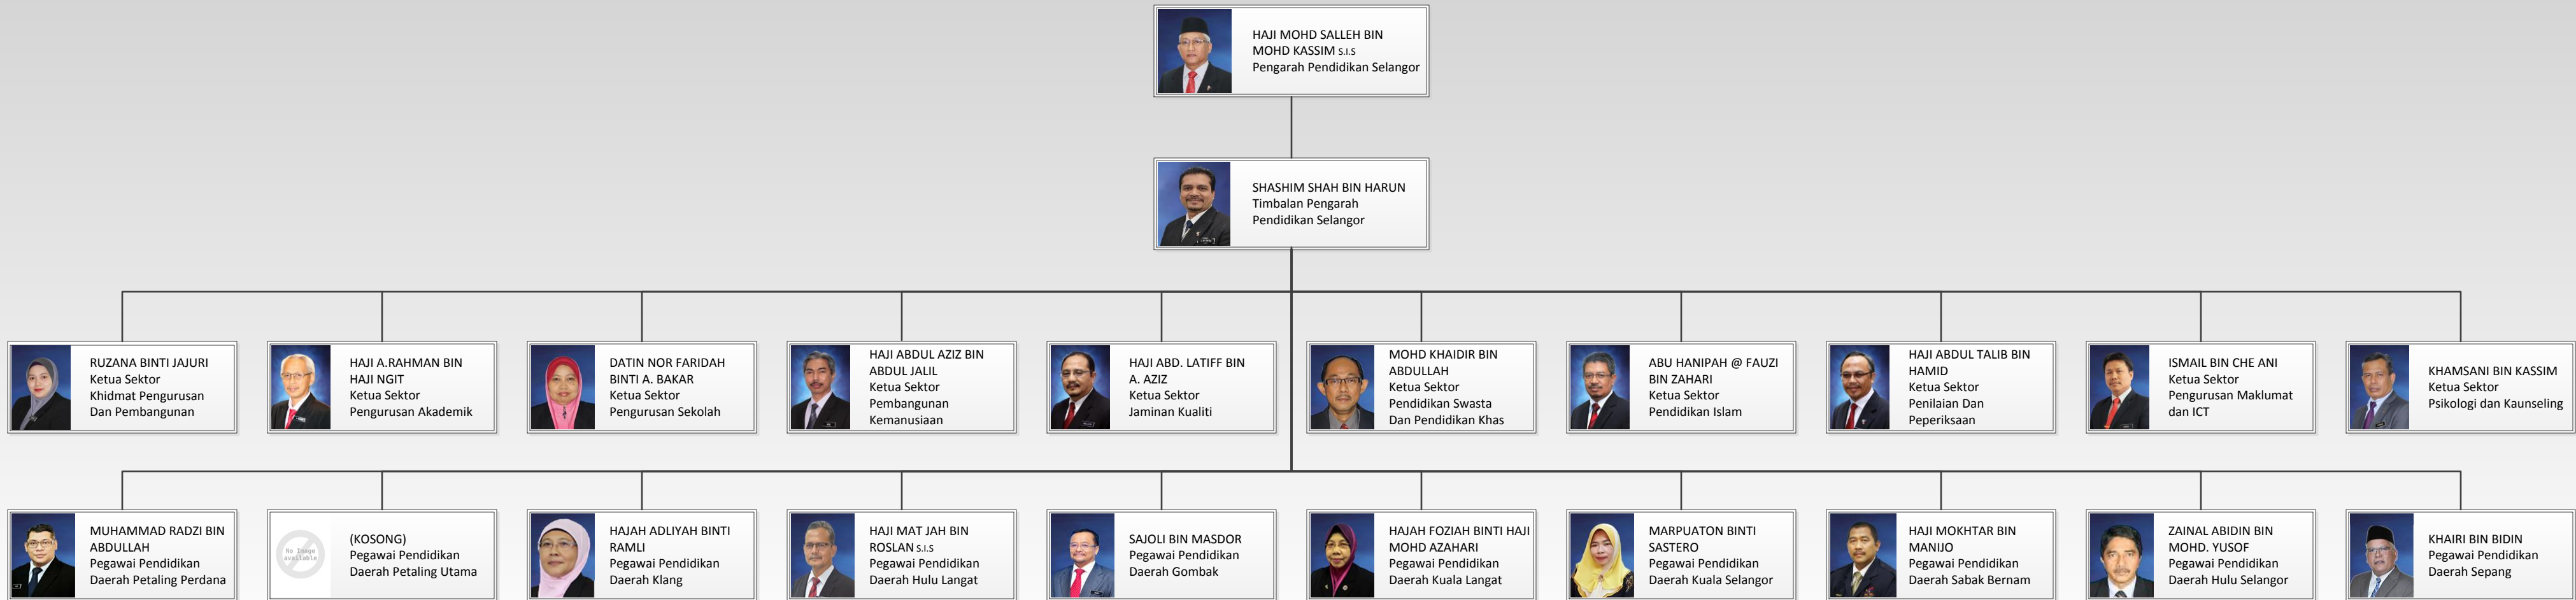 HAJI MOHD SALLEH BIN
MOHD KASSIM S.I.S
Pengarah Pendidikan Selangor
SHASHIM SHAH BIN HARUN
Timbalan Pengarah
Pendidikan Selangor
RUZANA BINTI JAJURI
Ketua Sektor
Khidmat Pengurusan
Dan Pembangunan
HAJI A.RAHMAN BIN
HAJI NGIT
Ketua Sektor
Pengurusan Akademik
DATIN NOR FARIDAH
BINTI A. BAKAR
Ketua Sektor
Pengurusan Sekolah
HAJI ABDUL AZIZ BIN
ABDUL JALIL
Ketua Sektor
Pembangunan
Kemanusiaan
HAJI ABD. LATIFF BIN
A. AZIZ
Ketua Sektor
Jaminan Kualiti
MOHD KHAIDIR BIN
ABDULLAH
Ketua Sektor
Pendidikan Swasta
Dan Pendidikan Khas
ABU HANIPAH @ FAUZI
BIN ZAHARI
Ketua Sektor
Pendidikan Islam
HAJI ABDUL TALIB BIN
HAMID
Ketua Sektor
Penilaian Dan
Peperiksaan
ISMAIL BIN CHE ANI
Ketua Sektor
Pengurusan Maklumat
dan ICT
KHAMSANI BIN KASSIM
Ketua Sektor
Psikologi dan Kaunseling
MUHAMMAD RADZI BIN
ABDULLAH
Pegawai Pendidikan
Daerah Petaling Perdana
No Image
available
(KOSONG)
Pegawai Pendidikan
Daerah Petaling Utama
HAJAH ADLIYAH BINTI
RAMLI
Pegawai Pendidikan
Daerah Klang
HAJI MAT JAH BIN
ROSLAN S.I.S
Pegawai Pendidikan
Daerah Hulu Langat
SAJOLI BIN MASDOR
Pegawai Pendidikan
Daerah Gombak
HAJAH FOZIAH BINTI HAJI
MOHD AZAHARI
Pegawai Pendidikan
Daerah Kuala Langat
MARPUATON BINTI
SASTERO
Pegawai Pendidikan
Daerah Kuala Selangor
HAJI MOKHTAR BIN
MANIJO
Pegawai Pendidikan
Daerah Sabak Bernam
ZAINAL ABIDIN BIN
MOHD. YUSOF
Pegawai Pendidikan
Daerah Hulu Selangor
KHAIRI BIN BIDIN
Pegawai Pendidikan
Daerah Sepang